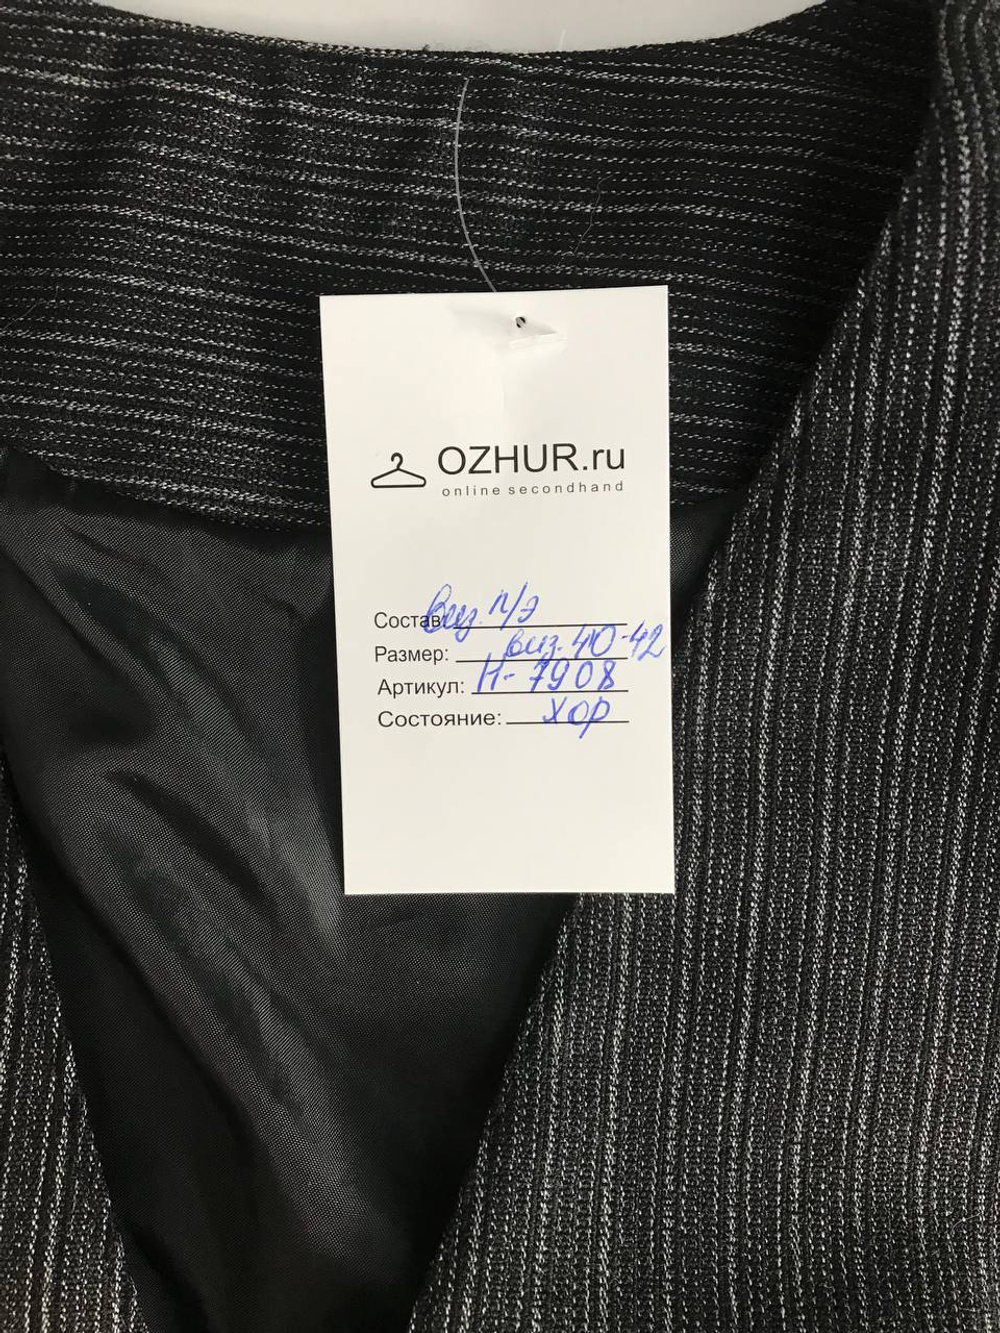 OZHUR.ru
online secondhand
Состав: виз. п/э
Размер: виз. 40-42
Артикул: Н-7908
Состояние: хор